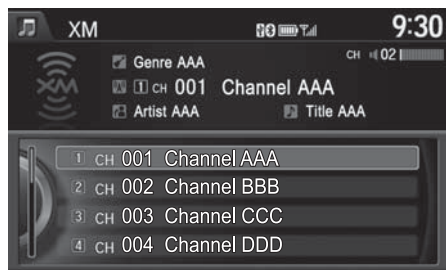 XM 9:30
Genre AAA CH 02
XM 1 CH 001 Channel AAA
Artist AAA Title AAA
1 CH 001 Channel AAA
2 CH 002 Channel BBB
3 CH 003 Channel CCC
4 CH 004 Channel DDD